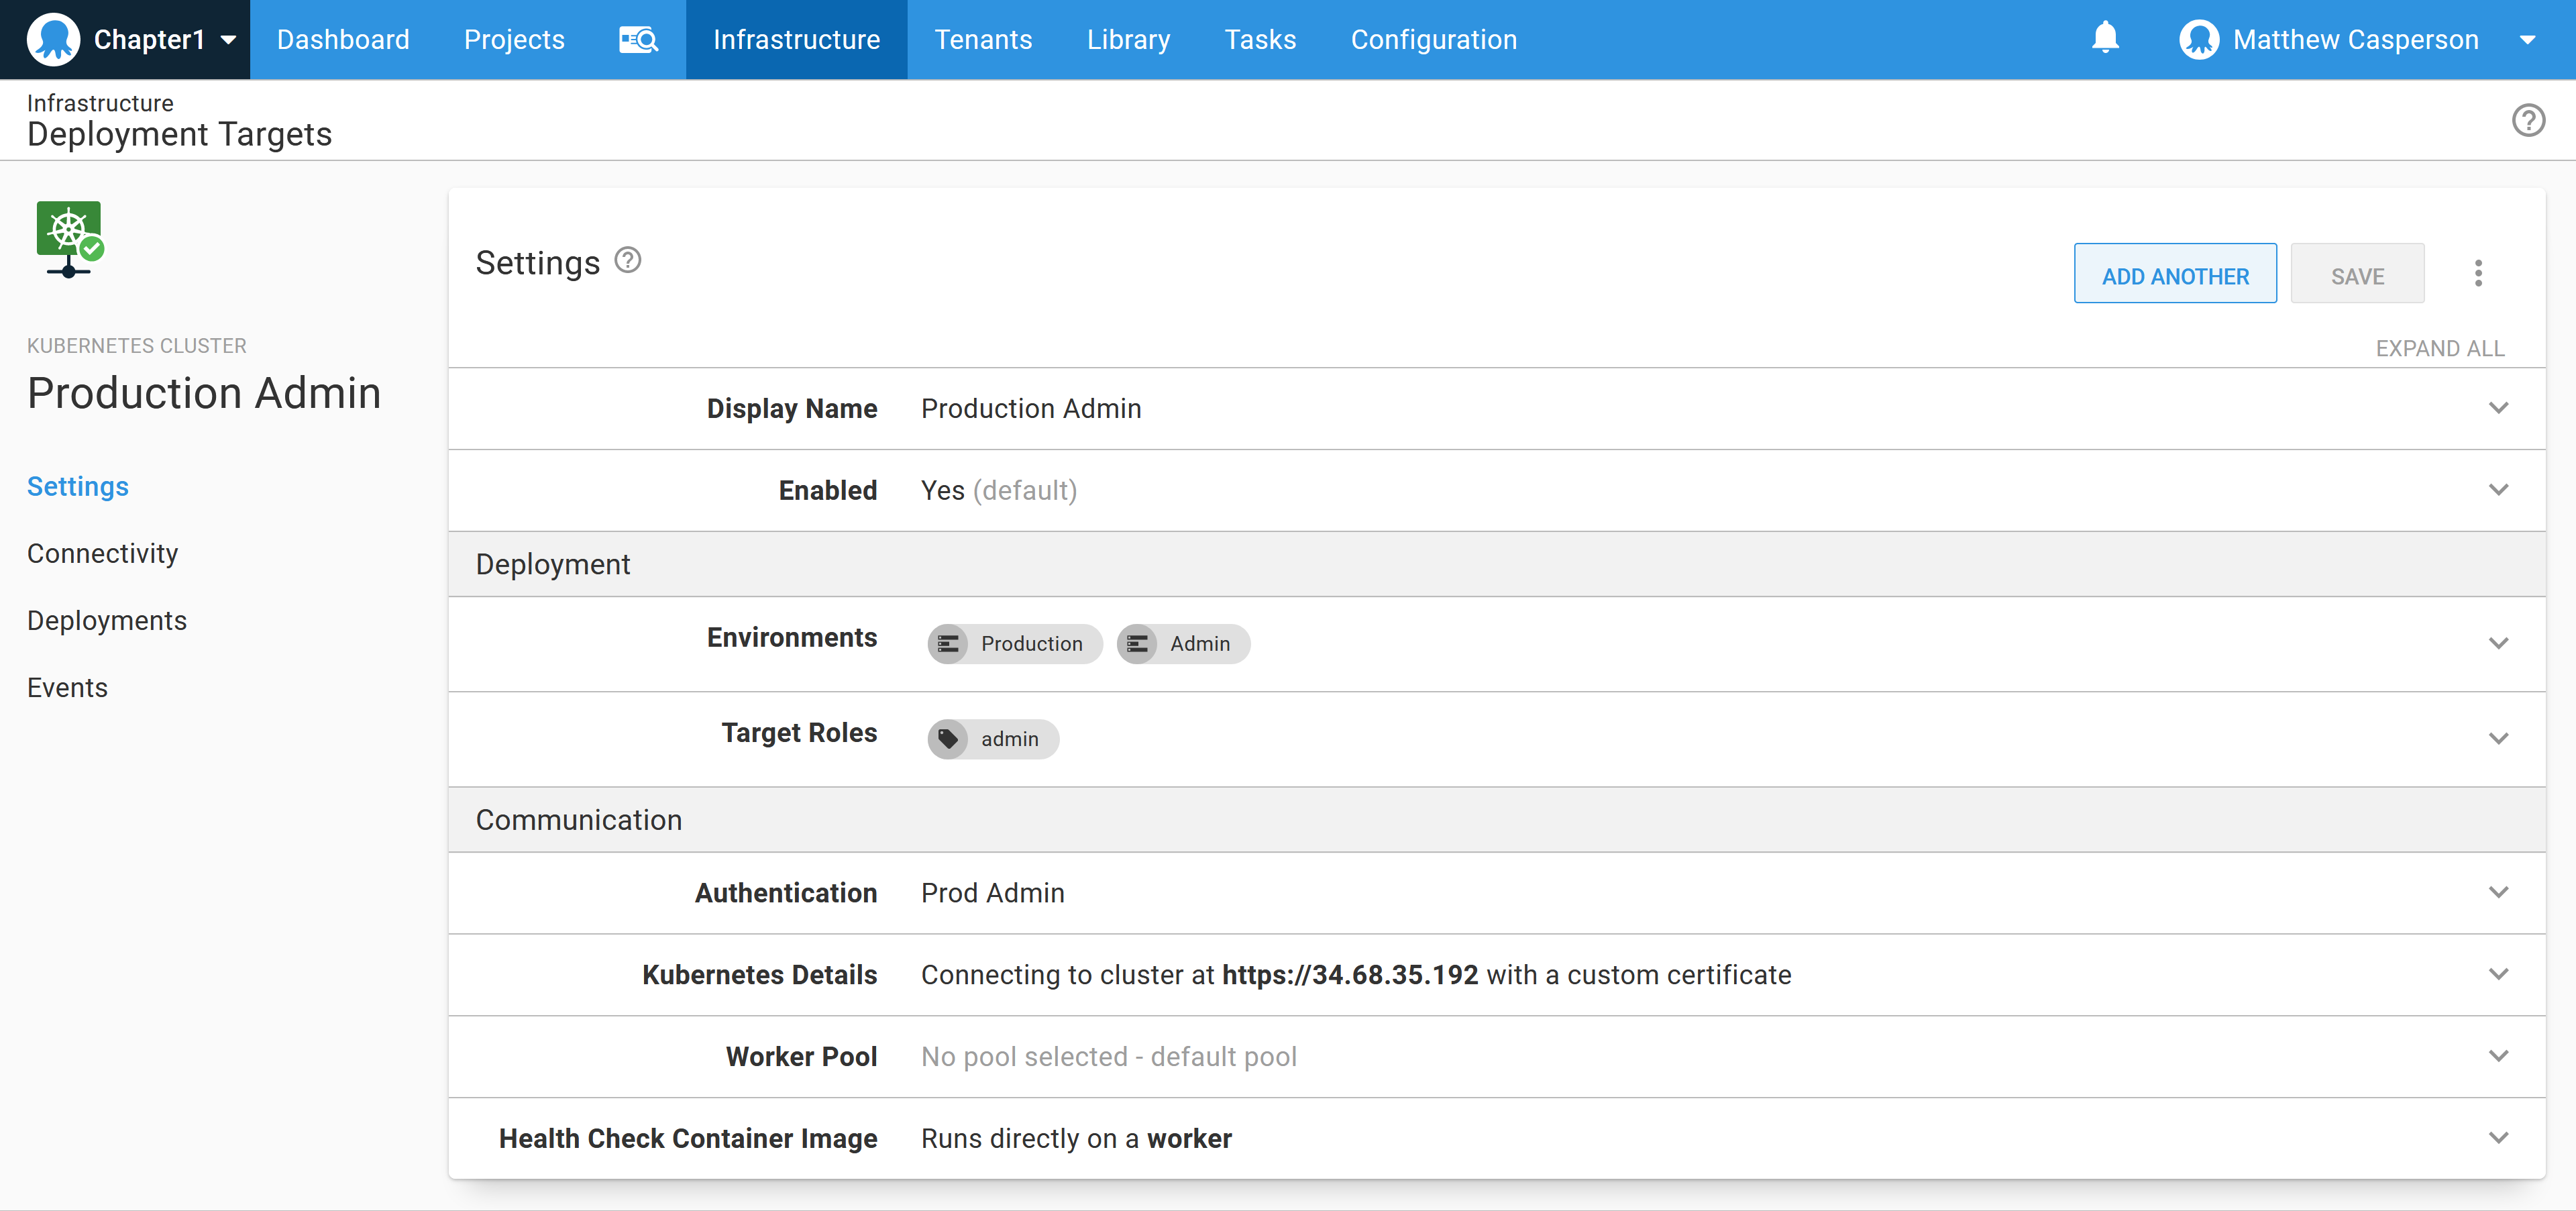 Chapter1 Dashboard Projects Infrastructure Tenants Library Tasks Configuration Matthew Casperson
Infrastructure
Deployment Targets
KUBERNETES CLUSTER
Production Admin
Settings
Connectivity
Deployments
Events
Settings
ADD ANOTHER SAVE
EXPAND ALL
Display Name Production Admin
Enabled Yes (default)
Deployment
Environments Production Admin
Target Roles admin
Communication
Authentication Prod Admin
Kubernetes Details Connecting to cluster at https://34.68.35.192 with a custom certificate
Worker Pool No pool selected - default pool
Health Check Container Image Runs directly on a worker